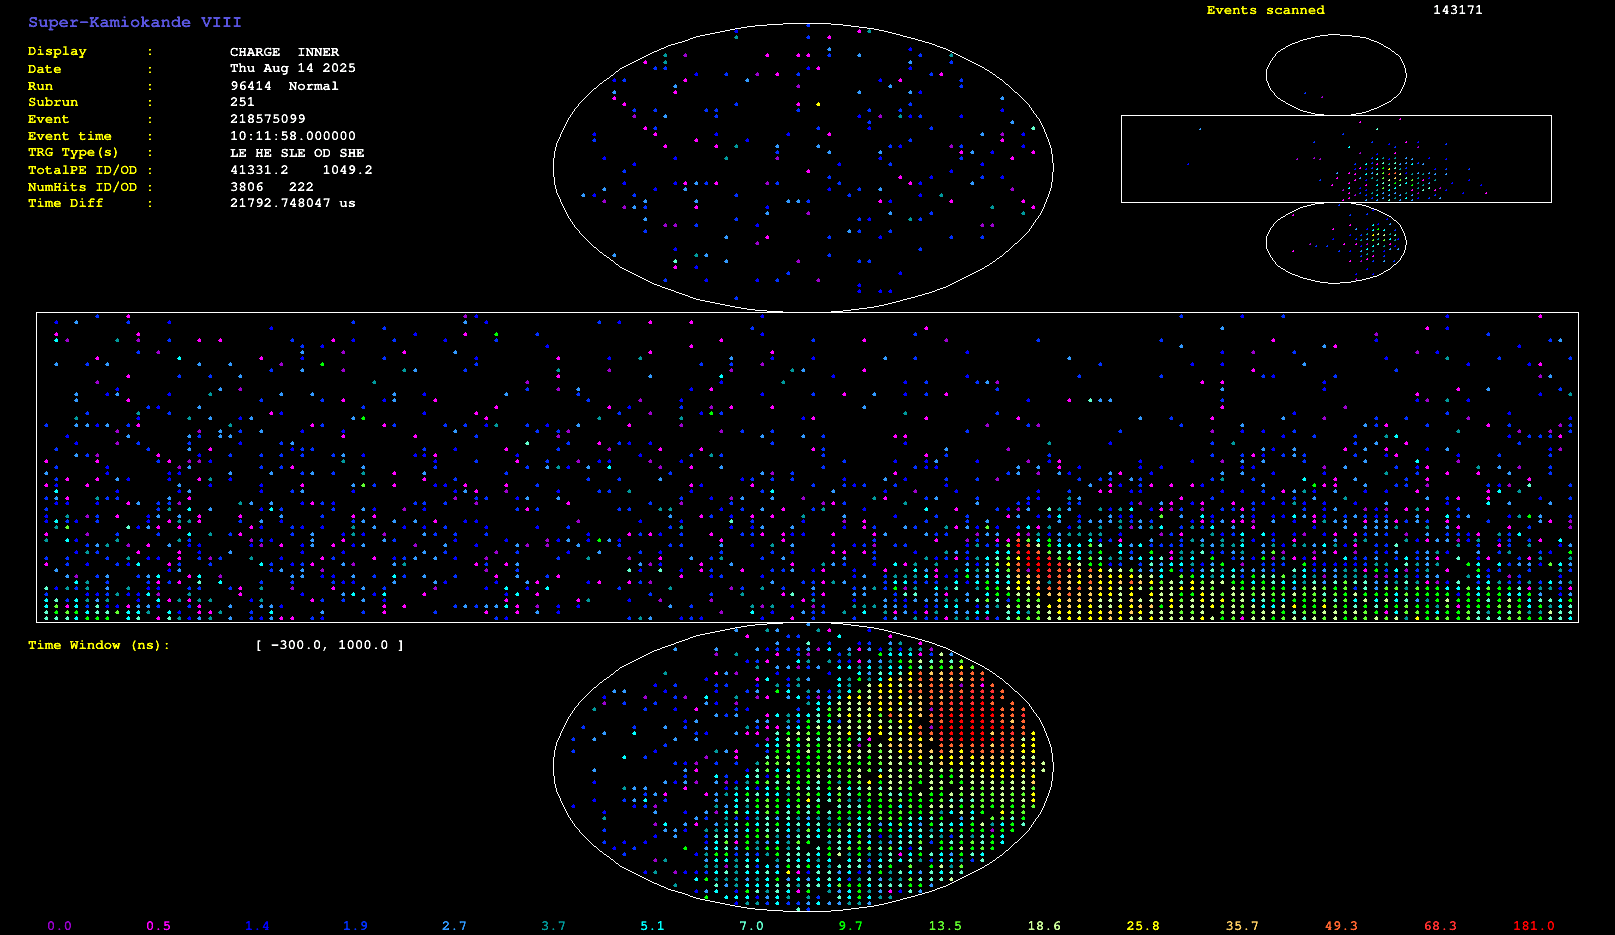 Super-Kamiokande VIII
Events scanned 143171
Display : CHARGE INNER
Date : Thu Aug 14 2025
Run : 96414 Normal
Subrun : 251
Event : 218575099
Event time : 10:11:58.000000
TRG Type(s) : LE HE SLE OD SHE
TotalPE ID/OD : 41331.2 1049.2
NumHits ID/OD : 3806 222
Time Diff : 21792.748047 us
Time Window (ns): [ -300.0, 1000.0 ]
0.0 0.5 1.4 1.9 2.7 3.7 5.1 7.0 9.7 13.5 18.6 25.8 35.7 49.3 68.3 181.0